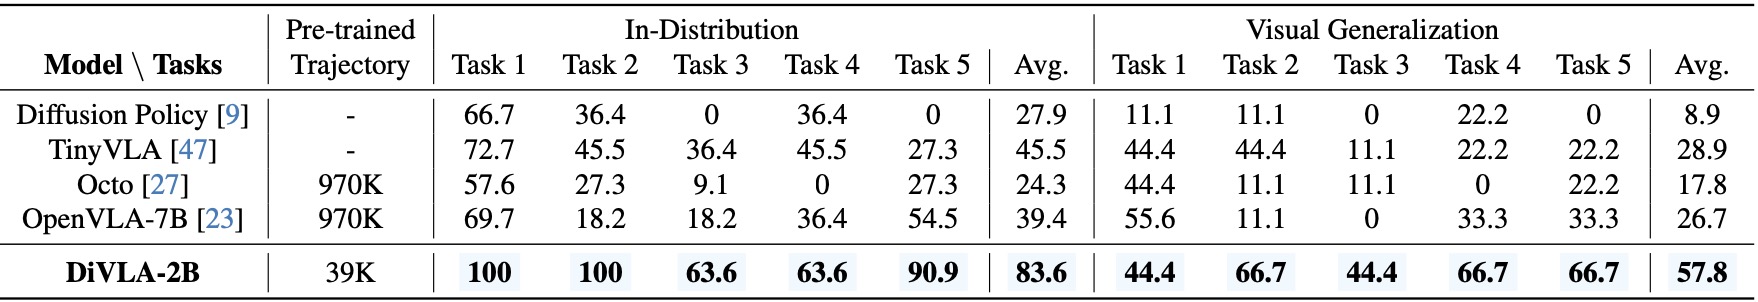 Pre-trained In-Distribution Visual Generalization
Model \ Tasks Trajectory Task 1 Task 2 Task 3 Task 4 Task 5 Avg. Task 1 Task 2 Task 3 Task 4 Task 5 Avg.
Diffusion Policy [9] - 66.7 36.4 0 36.4 0 27.9 11.1 11.1 0 22.2 0 8.9
TinyVLA [47] - 72.7 45.5 36.4 45.5 27.3 45.5 44.4 44.4 11.1 22.2 22.2 28.9
Octo [27] 970K 57.6 27.3 9.1 0 27.3 24.3 44.4 11.1 11.1 0 22.2 17.8
OpenVLA-7B [23] 970K 69.7 18.2 18.2 36.4 54.5 39.4 55.6 11.1 0 33.3 33.3 26.7
DiVLA-2B 39K 100 100 63.6 63.6 90.9 83.6 44.4 66.7 44.4 66.7 66.7 57.8